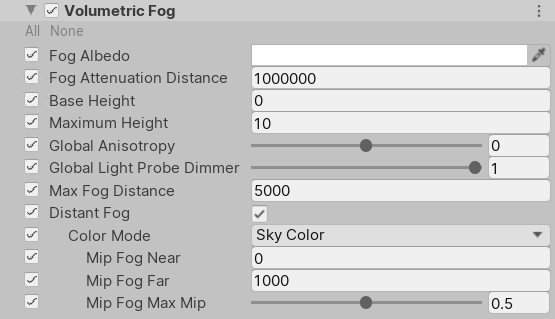 Volumetric Fog
All None
Fog Albedo
Fog Attenuation Distance 1000000
Base Height 0
Maximum Height 10
Global Anisotropy 0
Global Light Probe Dimmer 1
Max Fog Distance 5000
Distant Fog
Color Mode Sky Color
Mip Fog Near 0
Mip Fog Far 1000
Mip Fog Max Mip 0.5